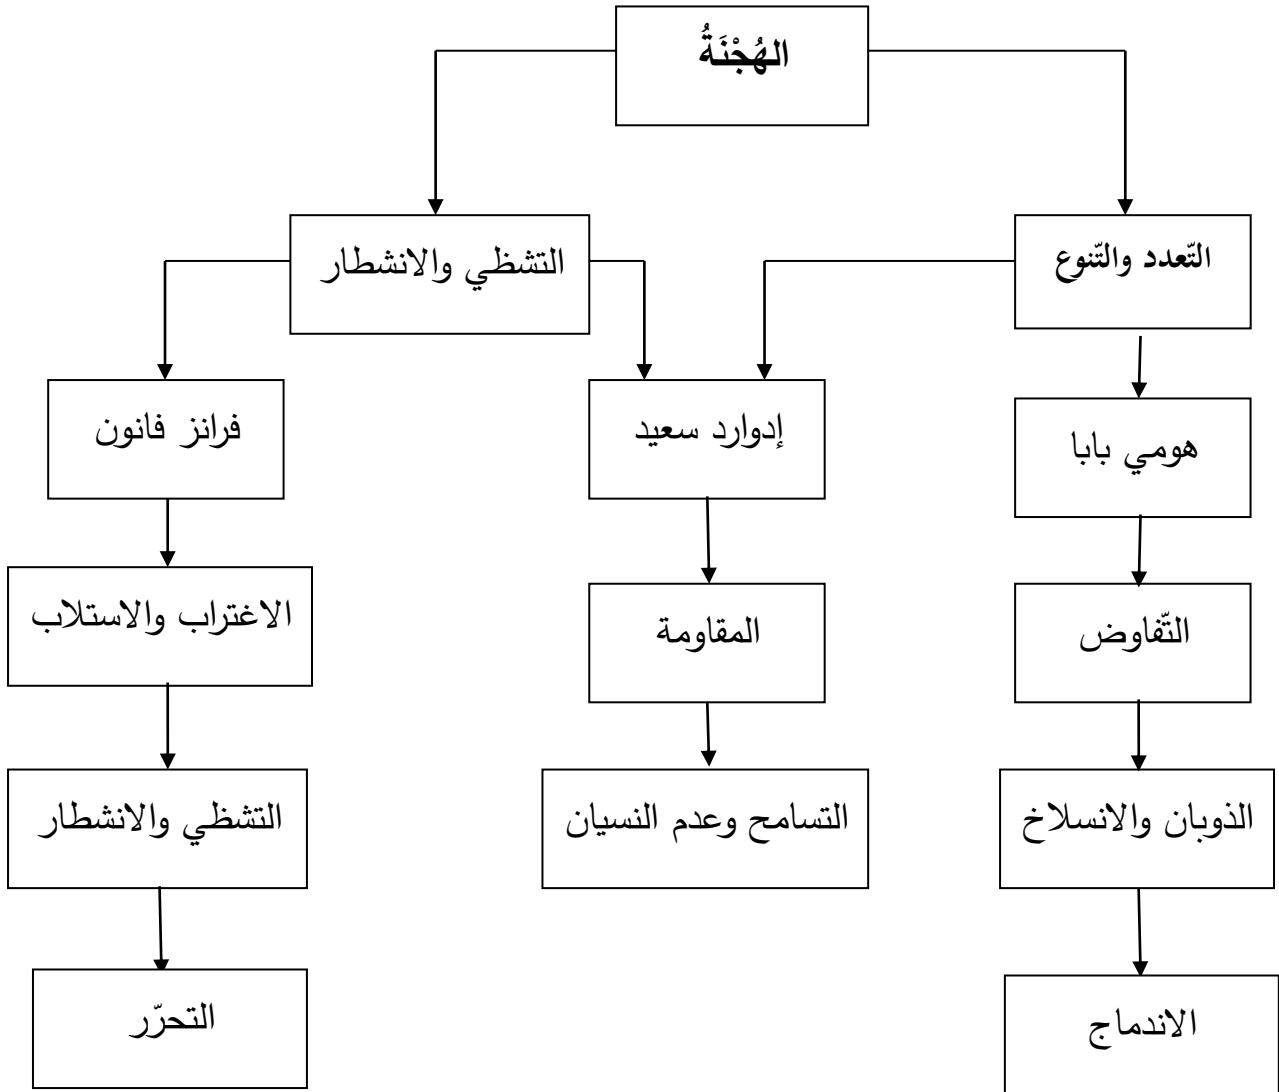 الهُجْنَةُ
التّعدد والتّنوع
التشظي والانشطار
هومي بابا
إدوارد سعيد
فرانز فانون
التّفاوض
المقاومة
الاغتراب والاستلاب
الذوبان والانسلاخ
التسامح وعدم النسيان
التشظي والانشطار
الاندماج
التحرّر